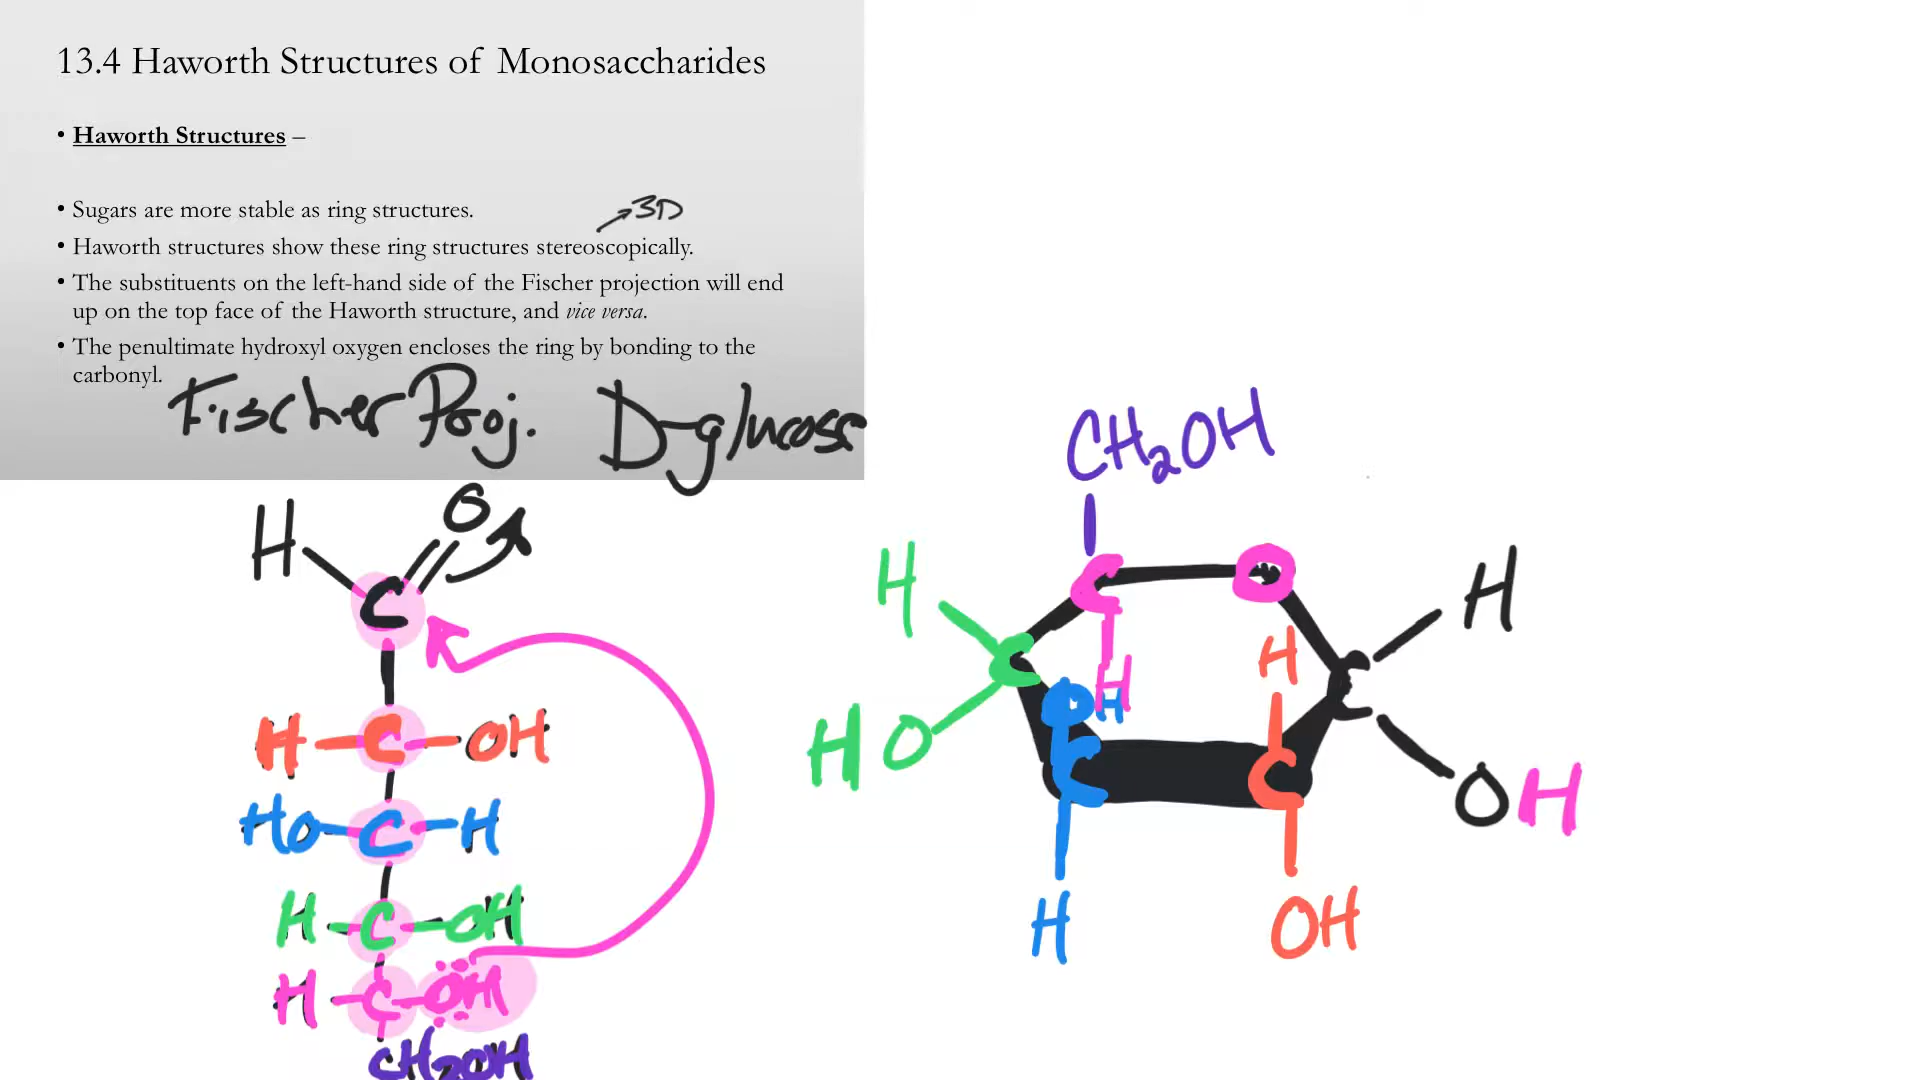 13.4 Haworth Structures of Monosaccharides
• Haworth Structures –
• Sugars are more stable as ring structures.
3D
• Haworth structures show these ring structures stereoscopically.
• The substituents on the left-hand side of the Fischer projection will end
up on the top face of the Haworth structure, and vice versa.
• The penultimate hydroxyl oxygen encloses the ring by bonding to the
carbonyl.
Fischer Proj. D-glucose
H O
C
H C OH
HO C H
H C OH
H C OH
CH2OH
CH2OH
H C O H
C H H C
HO OH C C OH
H OH